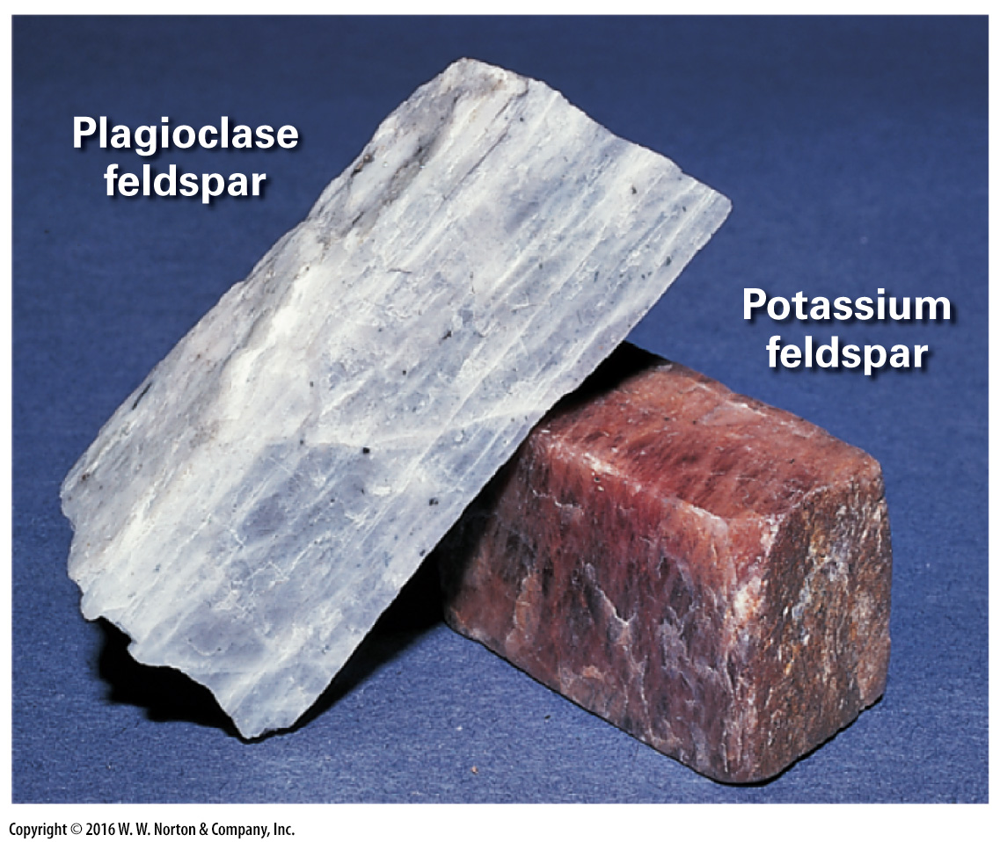 Plagioclase
feldspar
Potassium
feldspar
Copyright © 2016 W. W. Norton & Company, Inc.